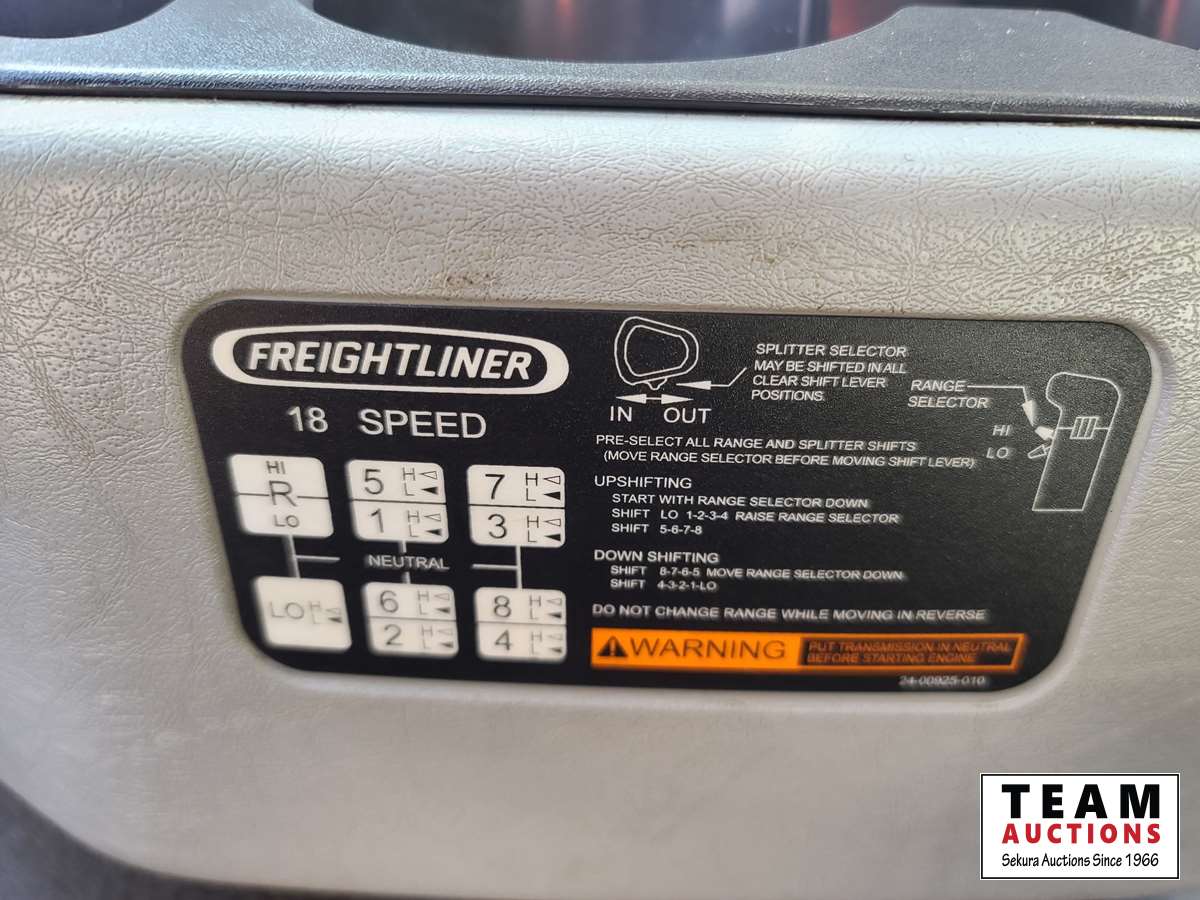 FREIGHTLINER
18 SPEED
HI
R
LO
5 H L
1 H L
7 H L
3 H L
NEUTRAL
LO H L
6 H L
2 H L
8 H L
4 H L
IN OUT
SPLITTER SELECTOR
MAY BE SHIFTED IN ALL
CLEAR SHIFT LEVER
POSITIONS.
RANGE
SELECTOR
HI
LO
PRE-SELECT ALL RANGE AND SPLITTER SHIFTS
(MOVE RANGE SELECTOR BEFORE MOVING SHIFT LEVER)
UPSHIFTING
START WITH RANGE SELECTOR DOWN
SHIFT LO 1-2-3-4 RAISE RANGE SELECTOR
SHIFT 5-6-7-8
DOWN SHIFTING
SHIFT 8-7-6-5 MOVE RANGE SELECTOR DOWN
SHIFT 4-3-2-1-LO
DO NOT CHANGE RANGE WHILE MOVING IN REVERSE
WARNING
PUT TRANSMISSION IN NEUTRAL
BEFORE STARTING ENGINE
24-00925-010
TEAM
AUCTIONS
Sekura Auctions Since 1966